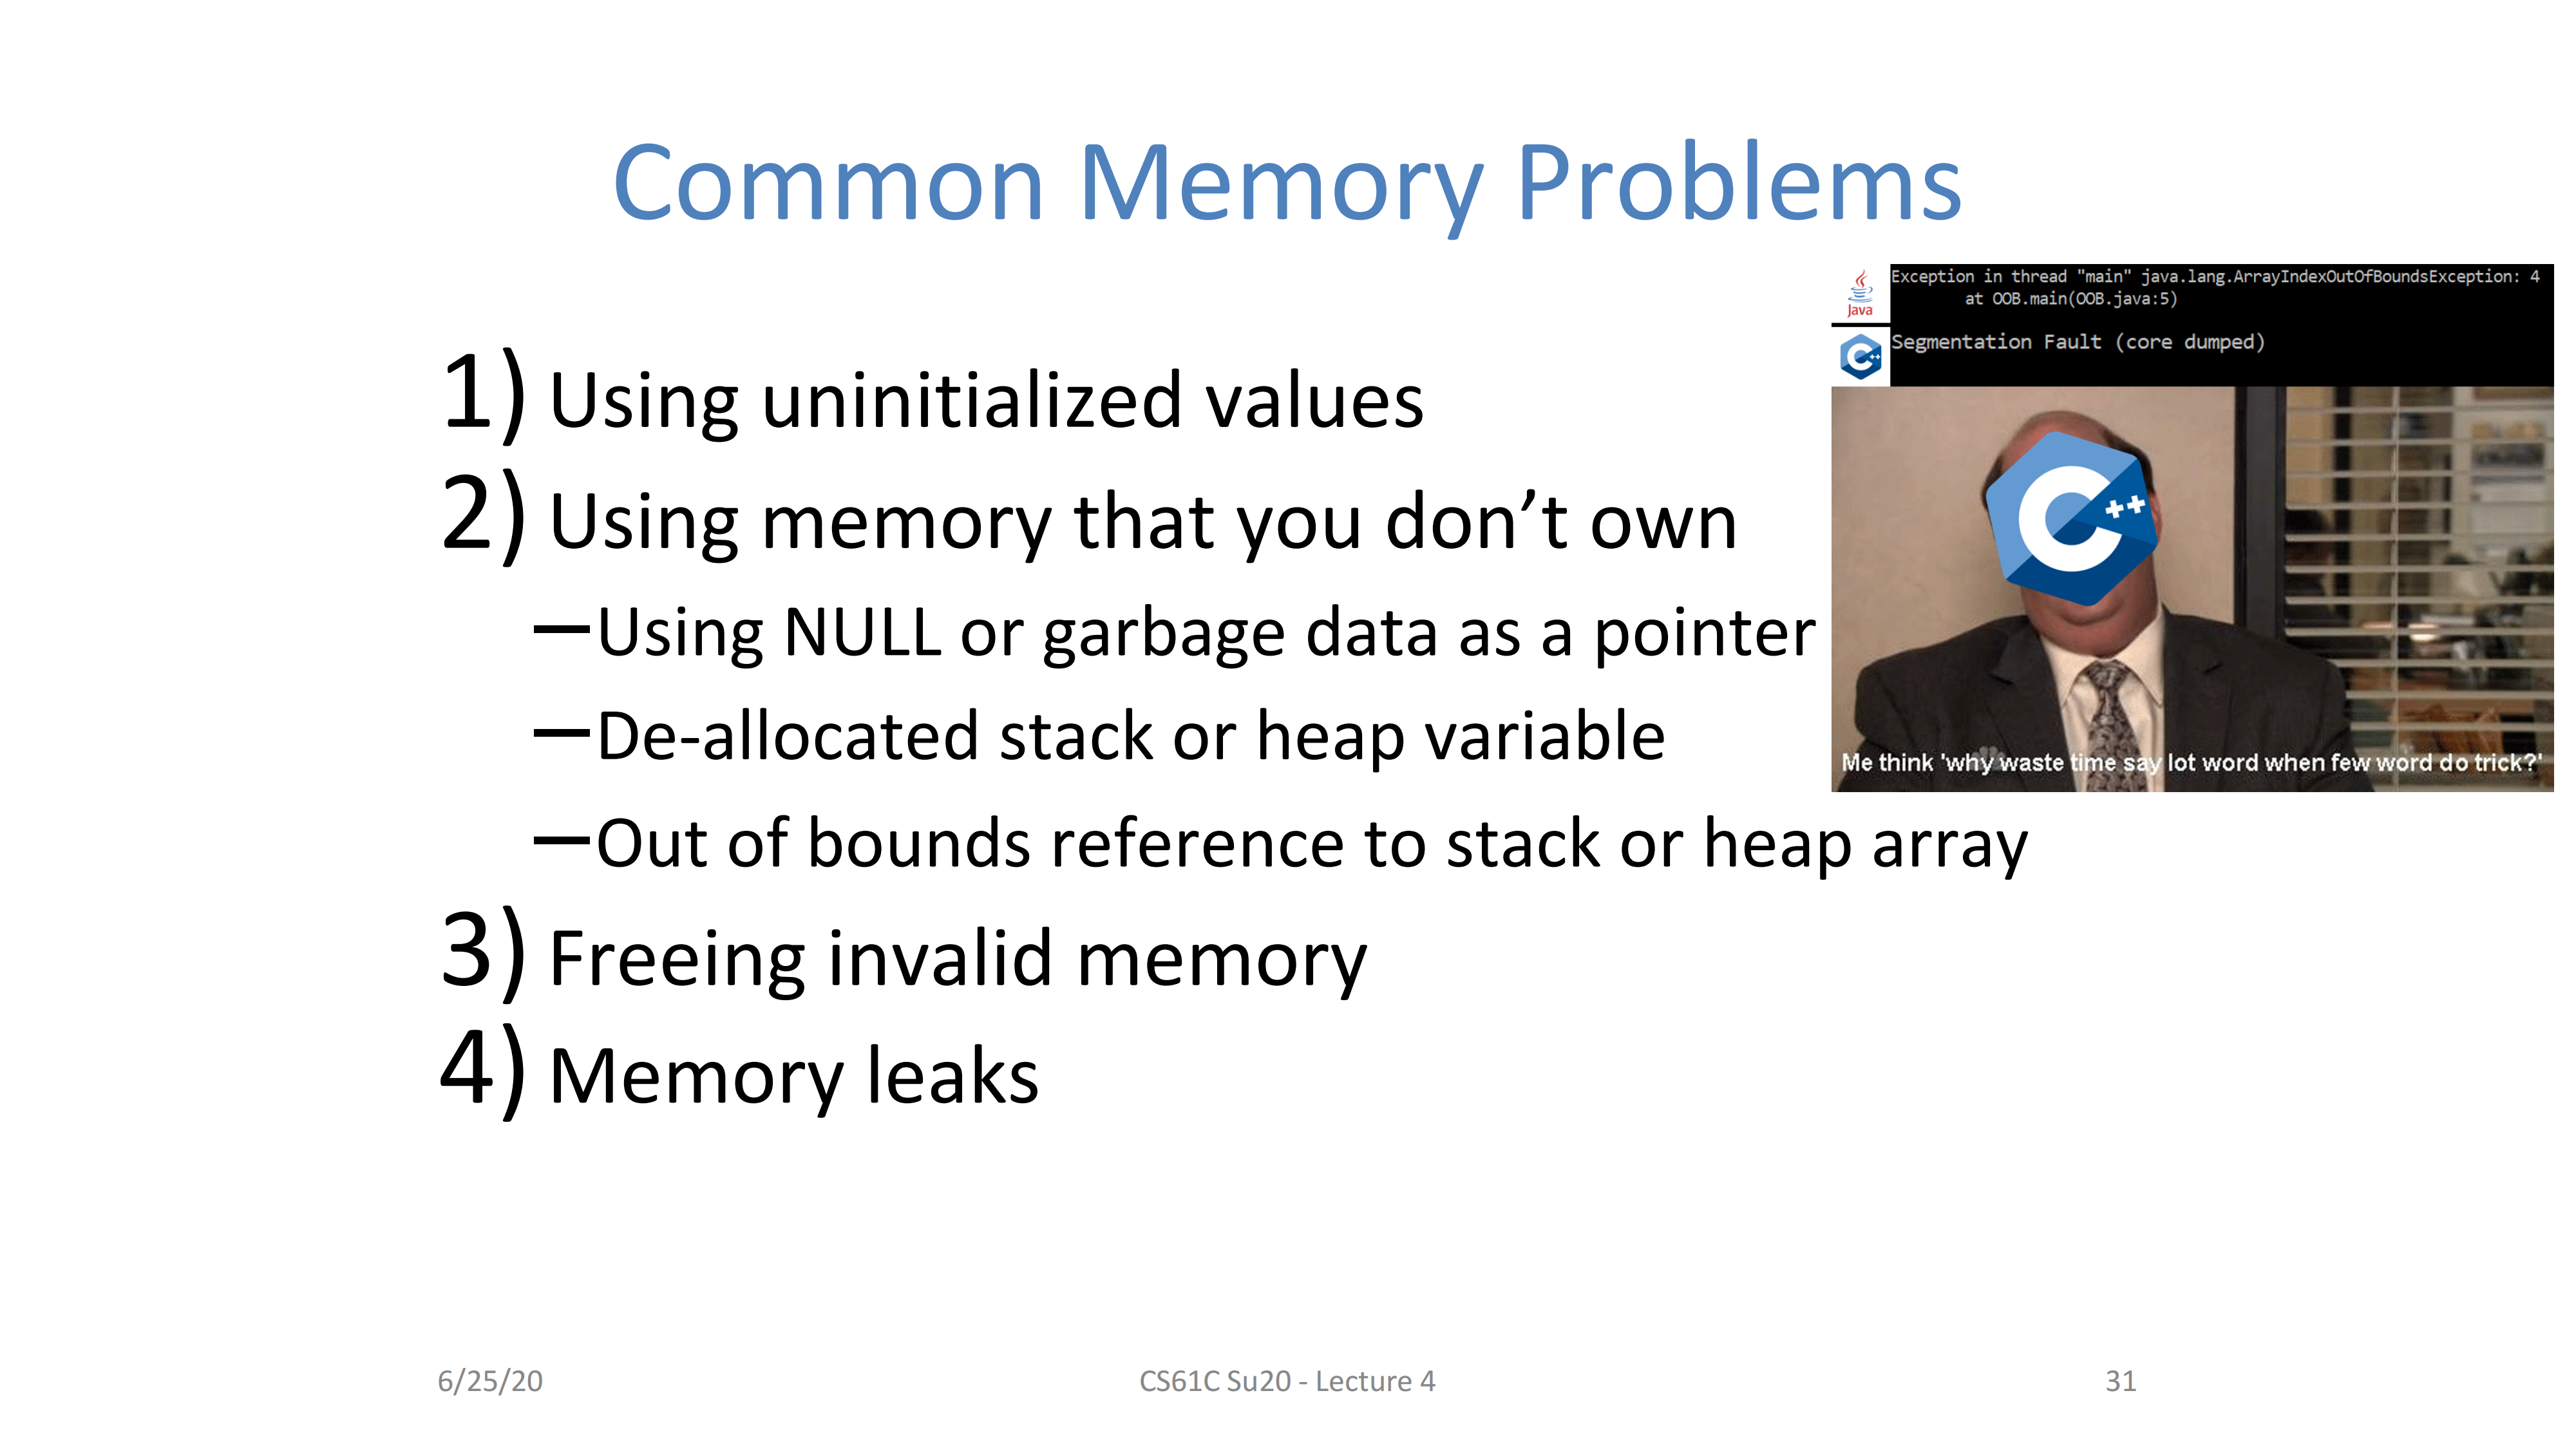 Common Memory Problems
Exception in thread "main" java.lang.ArrayIndexOutOfBoundsException: 4
at OOB.main(OOB.java:5)
Java
Segmentation Fault (core dumped)
C++
C++
Me think 'why waste time say lot word when few word do trick?'
1) Using uninitialized values
2) Using memory that you don’t own
—Using NULL or garbage data as a pointer
—De-allocated stack or heap variable
—Out of bounds reference to stack or heap array
3) Freeing invalid memory
4) Memory leaks
6/25/20
CS61C Su20 - Lecture 4
31